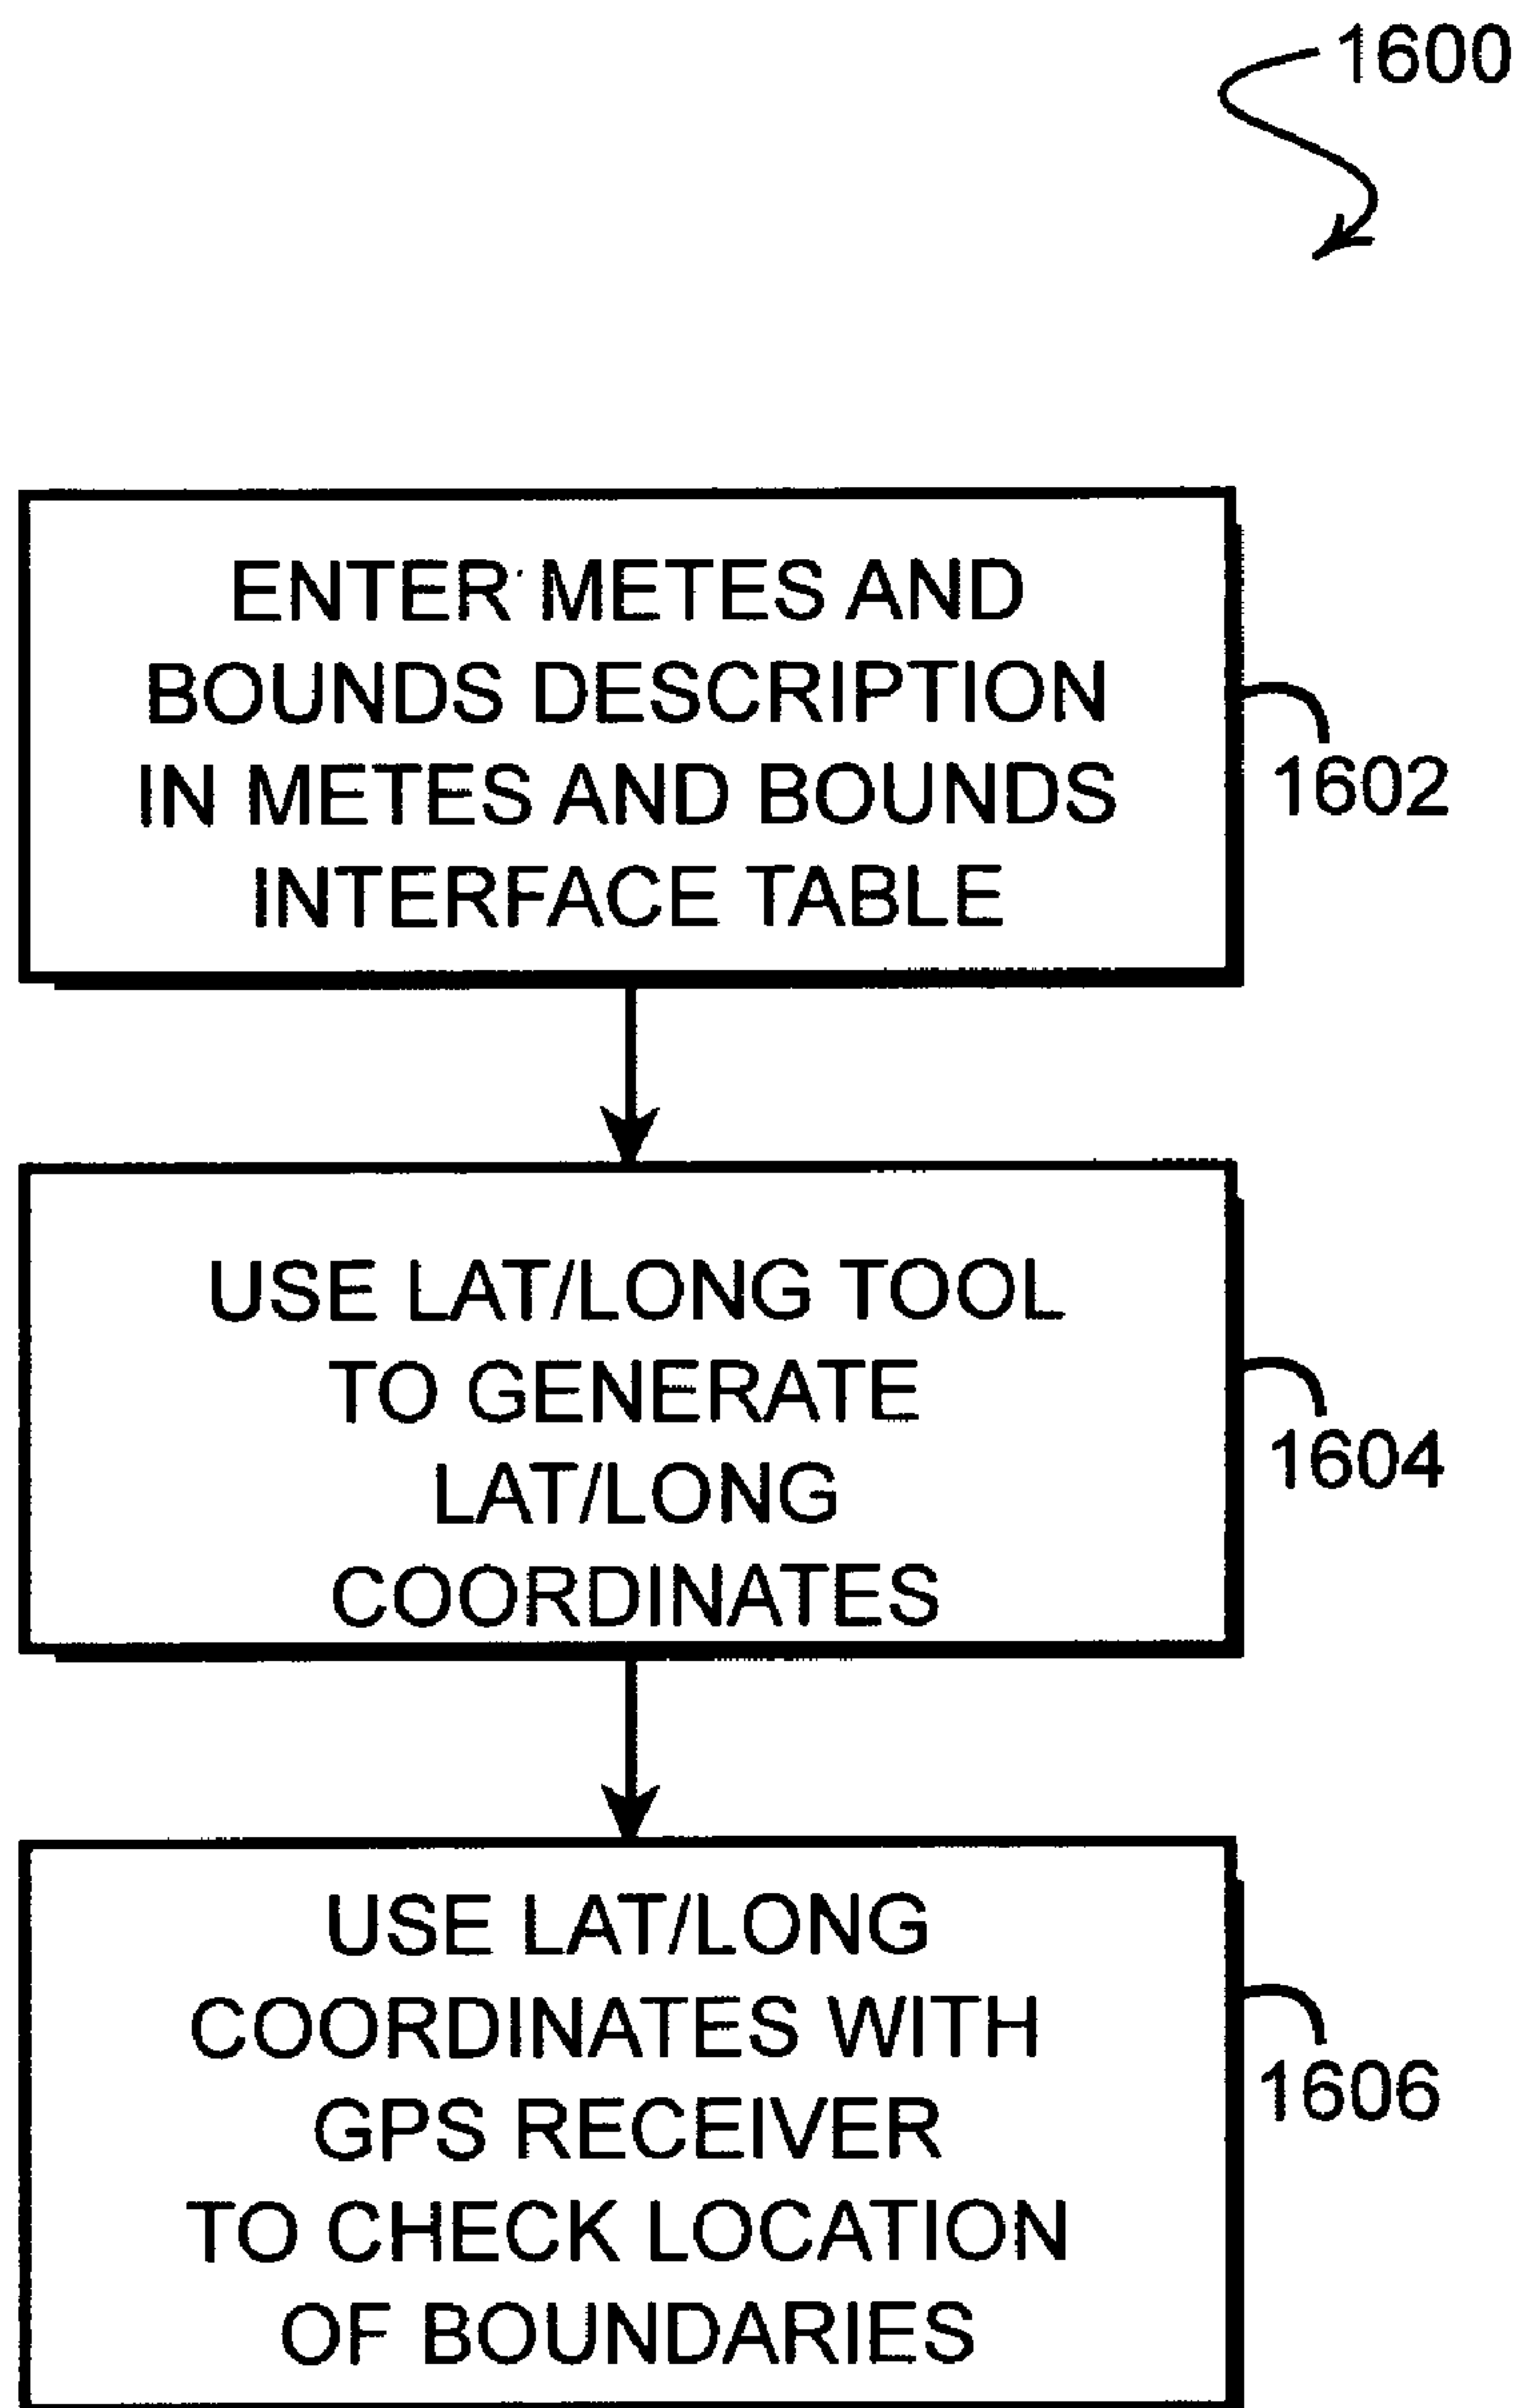 1600
ENTER METES AND
BOUNDS DESCRIPTION
IN METES AND BOUNDS
INTERFACE TABLE
1602
USE LAT/LONG TOOL
TO GENERATE
LAT/LONG
COORDINATES
1604
USE LAT/LONG
COORDINATES WITH
GPS RECEIVER
TO CHECK LOCATION
OF BOUNDARIES
1606